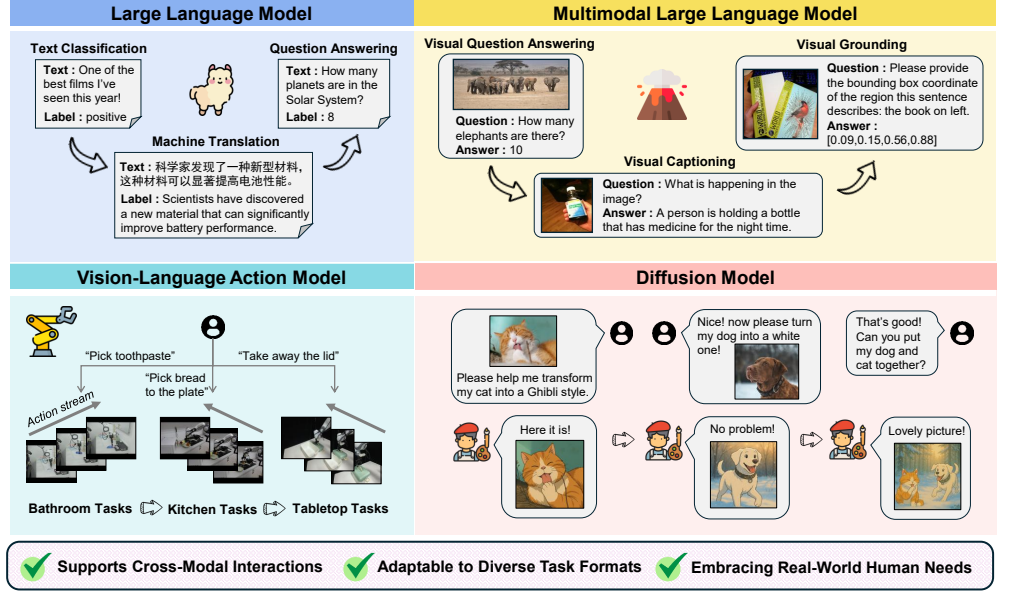 Large Language Model
Text Classification
Text : One of the
best films I've
seen this year!
Label : positive
Question Answering
Text : How many
planets are in the
Solar System?
Label : 8
Machine Translation
Text : 科学家发现了一种新型材料，
这种材料可以显著提高电池性能。
Label : Scientists have discovered
a new material that can significantly
improve battery performance.
Multimodal Large Language Model
Visual Question Answering
Question : How many
elephants are there?
Answer : 10
Visual Grounding
Question : Please provide
the bounding box coordinate
of the region this sentence
describes: the book on left.
Answer :
[0.09,0.15,0.56,0.88]
Visual Captioning
Question : What is happening in the
image?
Answer : A person is holding a bottle
that has medicine for the night time.
Vision-Language Action Model
“Pick toothpaste”
“Take away the lid”
“Pick bread
to the plate”
Action stream
Bathroom Tasks
Kitchen Tasks
Tabletop Tasks
Diffusion Model
Please help me transform
my cat into a Ghibli style.
Nice! now please turn
my dog into a white
one!
That's good!
Can you put
my dog and
cat together?
Here it is!
No problem!
Lovely picture!
Supports Cross-Modal Interactions
Adaptable to Diverse Task Formats
Embracing Real-World Human Needs